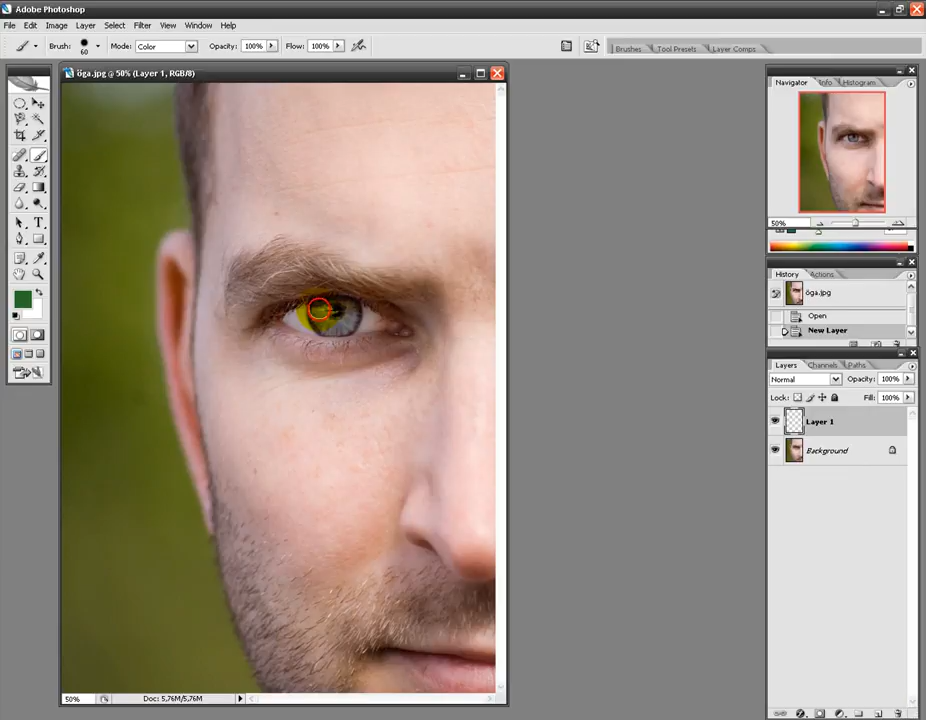 Adobe Photoshop
File Edit Image Layer Select Filter View Window Help
Brush: 60 Mode: Color Opacity: 100% Flow: 100% Brushes Tool Presets Layer Comps
öga.jpg @ 50% (Layer 1, RGB/8)
Navigator Info Histogram
50%
History Actions
öga.jpg
Open
New Layer
Layers Channels Paths
Normal Opacity: 100%
Lock: Fill: 100%
Layer 1
Background
50% Doc: 5,76M/5,76M